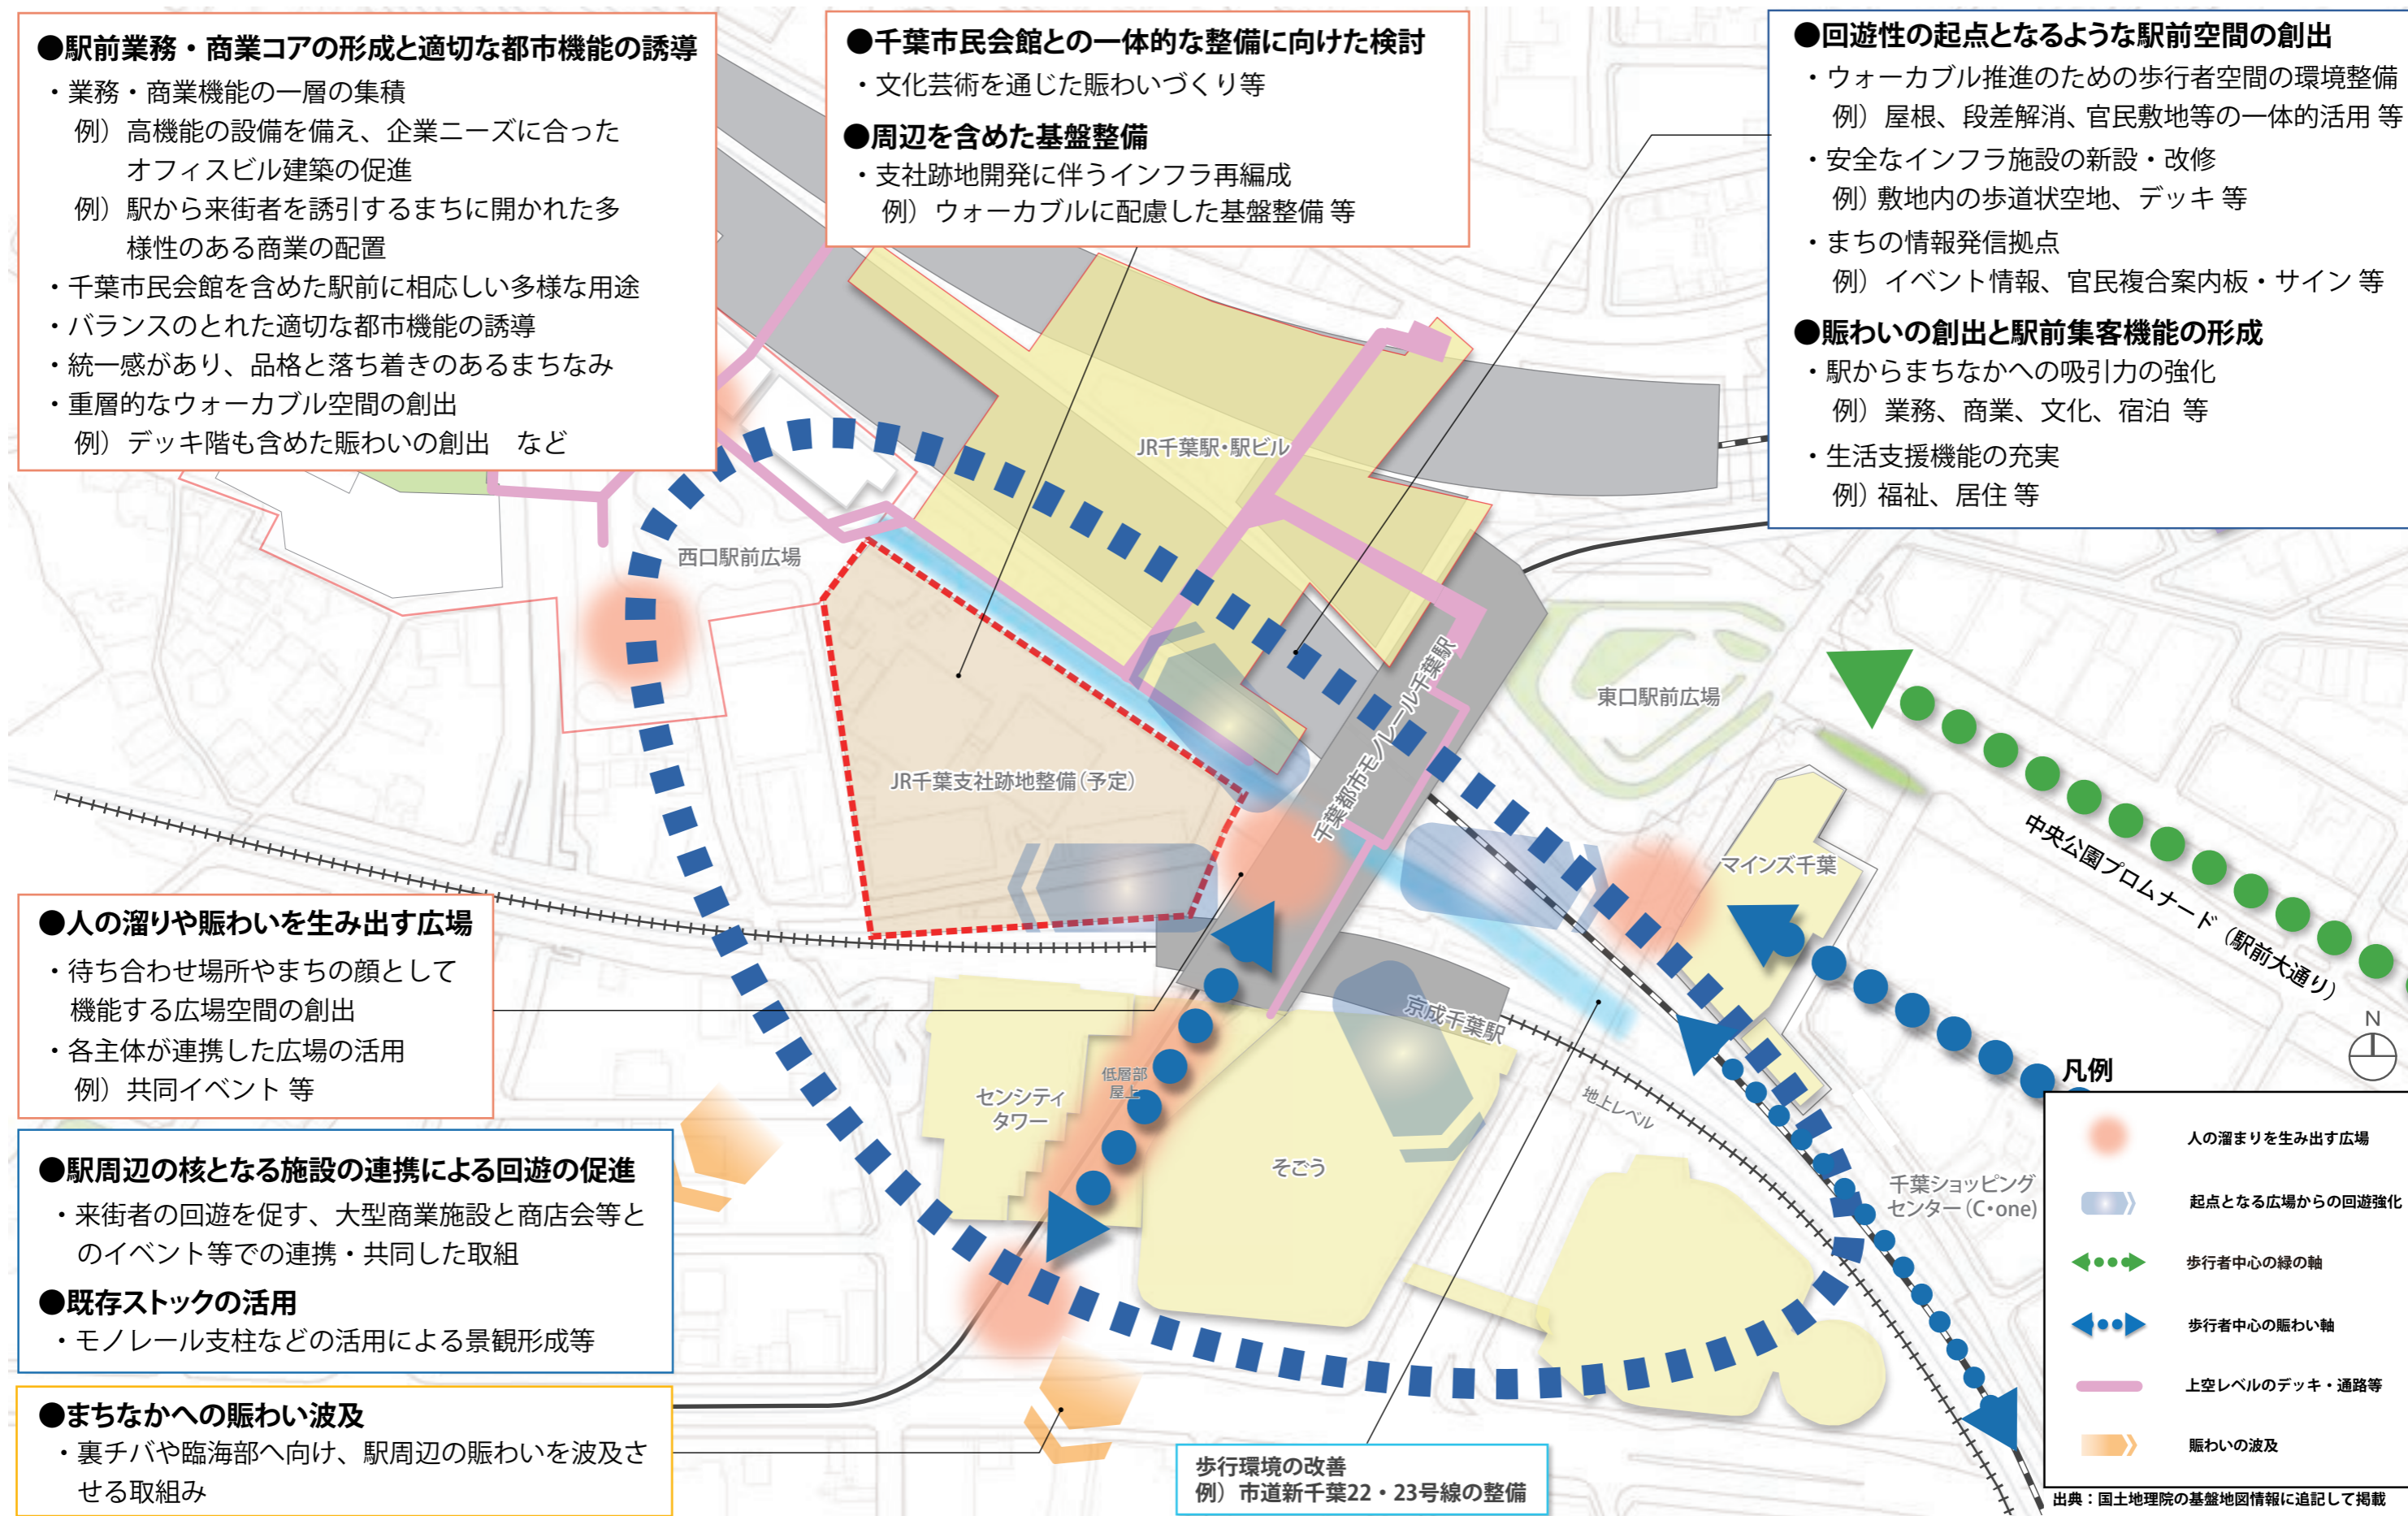 ●駅前業務・商業コアの形成と適切な都市機能の誘導
・業務・商業機能の一層の集積
例）高機能の設備を備え、企業ニーズに合った
オフィスビル建築の促進
例）駅から来街者を誘引するまちに開かれた多
様性のある商業の配置
・千葉市民会館を含めた駅前に相応しい多様な用途
・バランスのとれた適切な都市機能の誘導
・統一感があり、品格と落ち着きのあるまちなみ
・重層的なウォーカブル空間の創出
例）デッキ階も含めた賑わいの創出　など
●千葉市民会館との一体的な整備に向けた検討
・文化芸術を通じた賑わいづくり等
●周辺を含めた基盤整備
・支社跡地開発に伴うインフラ再編成
例）ウォーカブルに配慮した基盤整備 等
●回遊性の起点となるような駅前空間の創出
・ウォーカブル推進のための歩行者空間の環境整備
例）屋根、段差解消、官民敷地等の一体的活用 等
・安全なインフラ施設の新設・改修
例）敷地内の歩道状空地、デッキ 等
・まちの情報発信拠点
例）イベント情報、官民複合案内板・サイン 等
●賑わいの創出と駅前集客機能の形成
・駅からまちなかへの吸引力の強化
例）業務、商業、文化、宿泊 等
・生活支援機能の充実
例）福祉、居住 等
JR千葉駅・駅ビル
西口駅前広場
千葉都市モノレール千葉駅
東口駅前広場
JR千葉支社跡地整備（予定）
マインズ千葉
中央公園プロムナード（駅前大通り）
●人の溜りや賑わいを生み出す広場
・待ち合わせ場所やまちの顔として
機能する広場空間の創出
・各主体が連携した広場の活用
例）共同イベント 等
京成千葉駅
低層部
屋上
センシティ
タワー
地上レベル
そごう
千葉ショッピング
センター（C・one）
●駅周辺の核となる施設の連携による回遊の促進
・来街者の回遊を促す、大型商業施設と商店会等と
のイベント等での連携・共同した取組
●既存ストックの活用
・モノレール支柱などの活用による景観形成等
●まちなかへの賑わい波及
・裏チバや臨海部へ向け、駅周辺の賑わいを波及さ
せる取組み
歩行環境の改善
例）市道新千葉22・23号線の整備
N
凡例
人の溜まりを生み出す広場
起点となる広場からの回遊強化
歩行者中心の緑の軸
歩行者中心の賑わい軸
上空レベルのデッキ・通路等
賑わいの波及
出典：国土地理院の基盤地図情報に追記して掲載